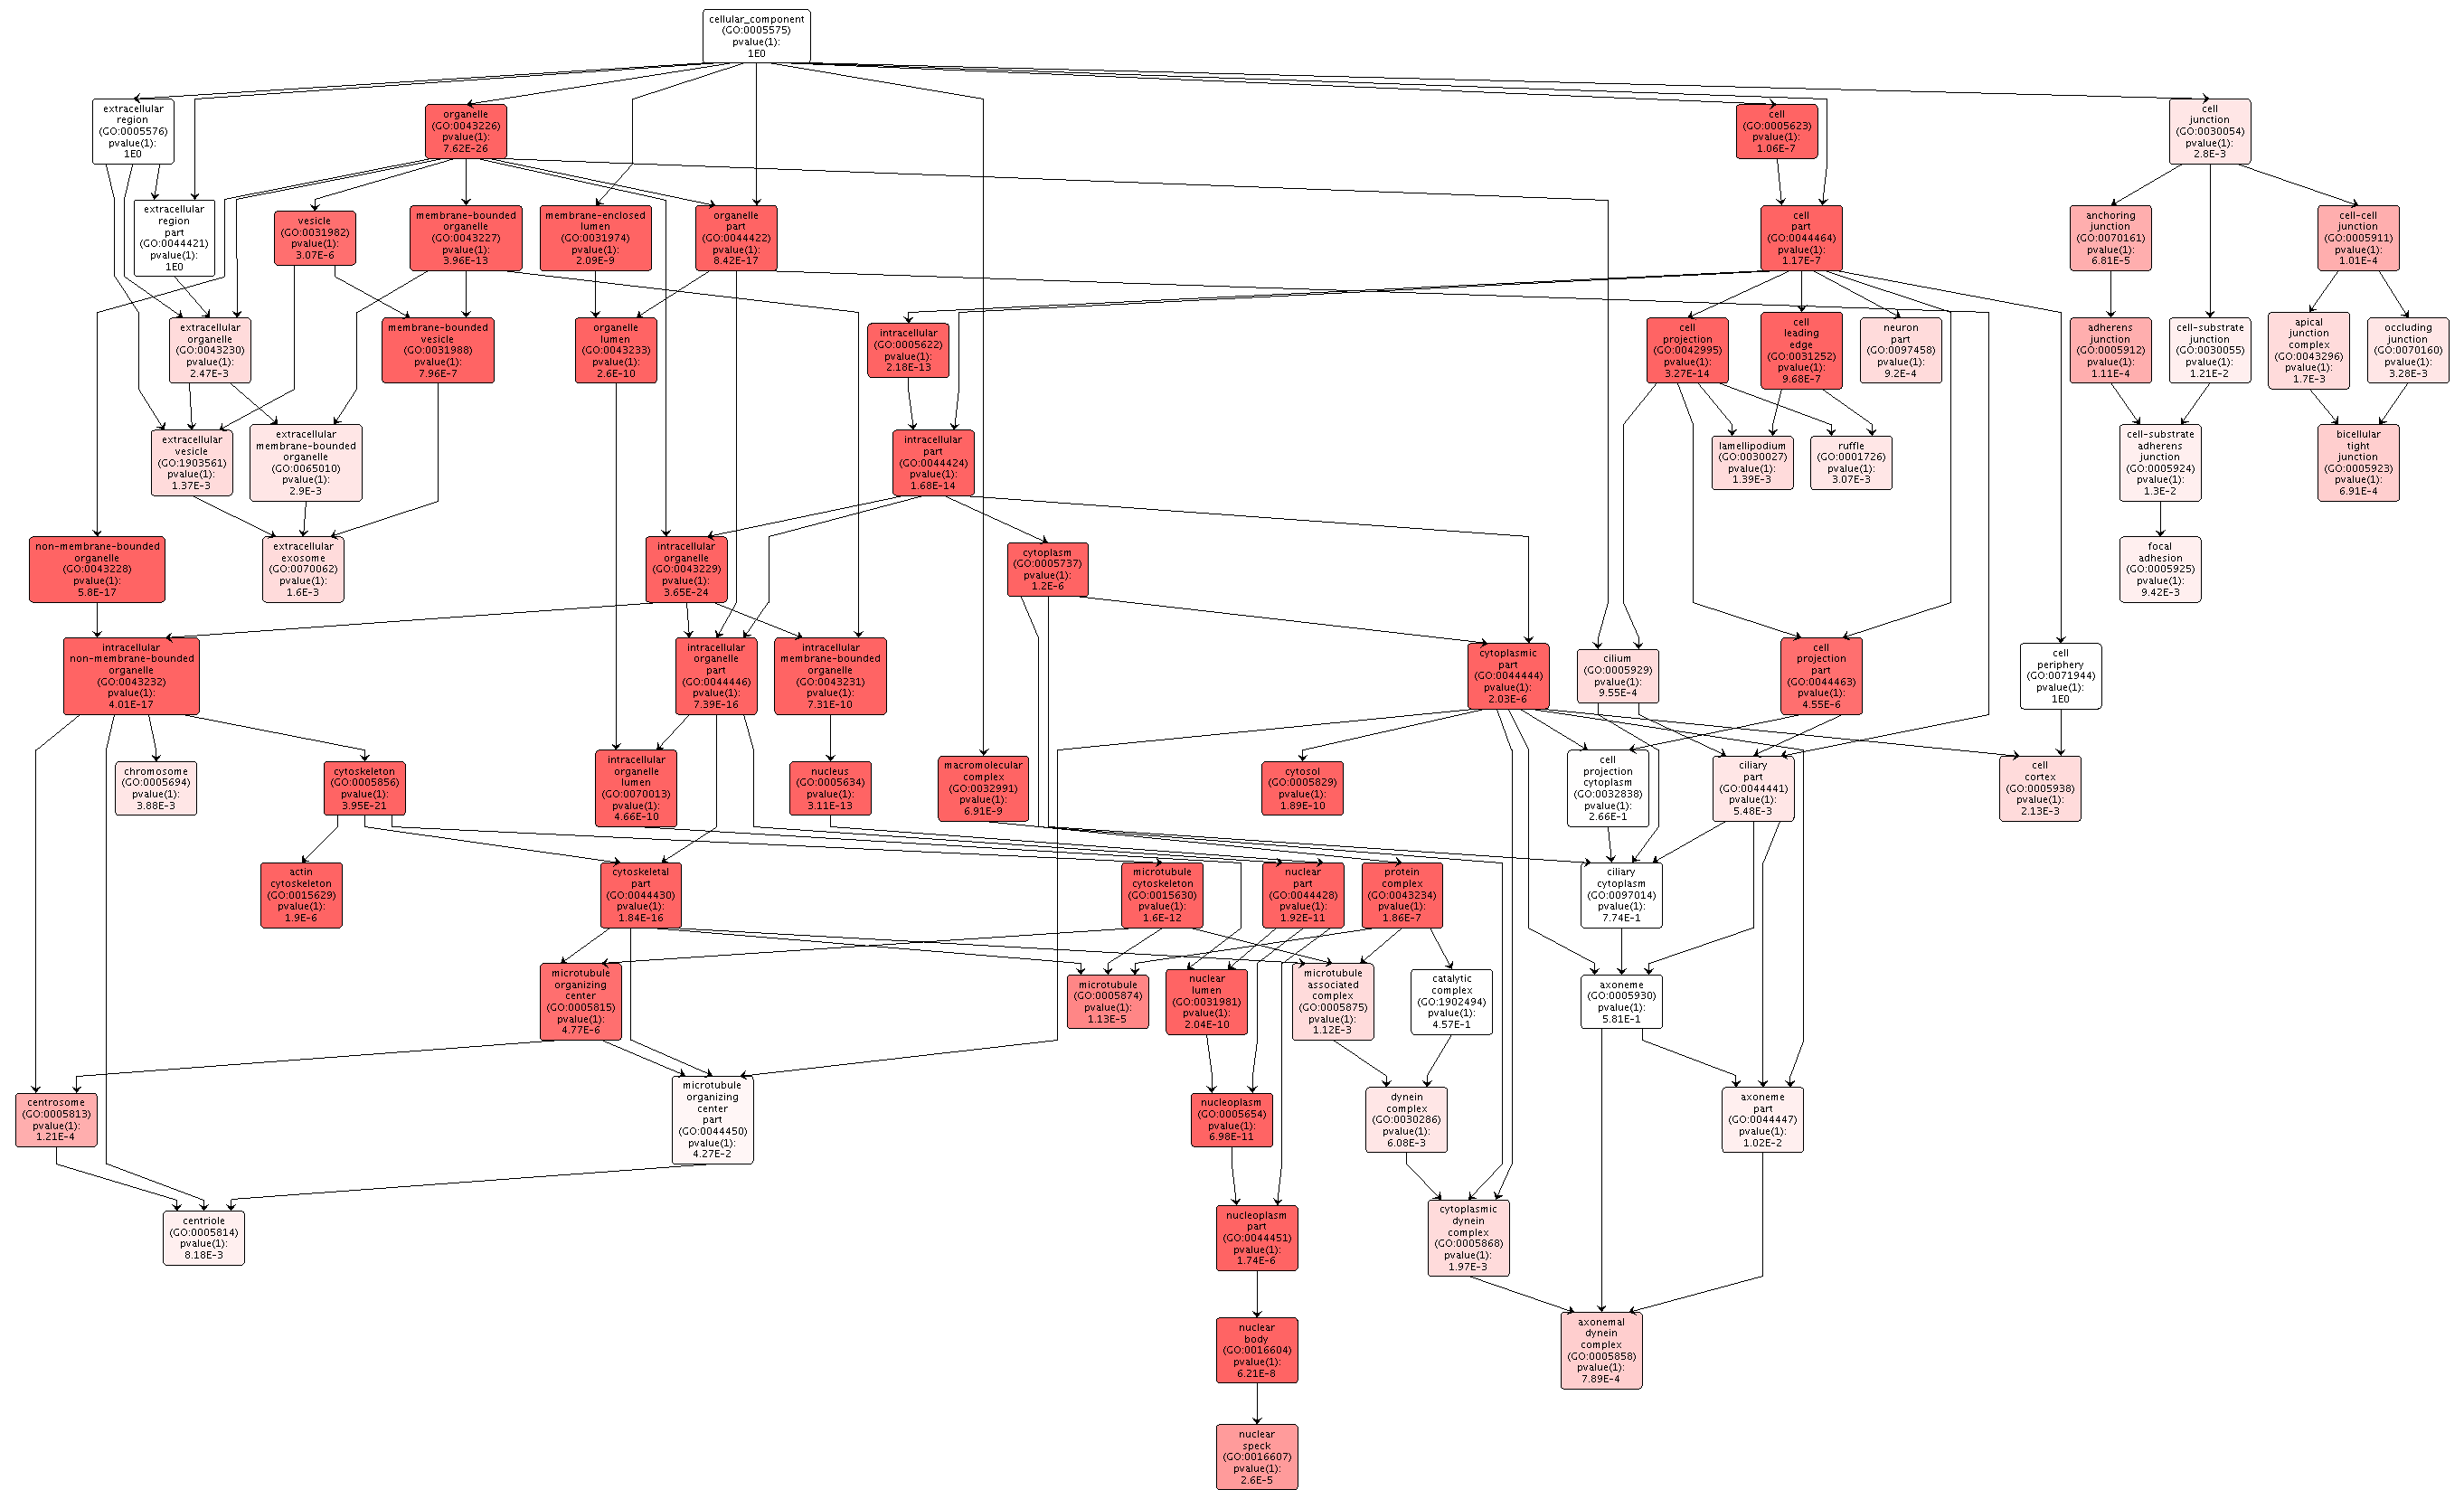 cellular_component
(GO:0005575)
pvalue(1):
1E0
extracellular
region
(GO:0005576)
pvalue(1):
1E0
organelle
(GO:0043226)
pvalue(1):
7.62E-26
cell
(GO:0005623)
pvalue(1):
1.06E-7
cell
junction
(GO:0030054)
pvalue(1):
2.8E-3
extracellular
region
part
(GO:0044421)
pvalue(1):
1E0
vesicle
(GO:0031982)
pvalue(1):
3.07E-6
membrane-bounded
organelle
(GO:0043227)
pvalue(1):
3.96E-13
membrane-enclosed
lumen
(GO:0031974)
pvalue(1):
2.09E-9
organelle
part
(GO:0044422)
pvalue(1):
8.42E-17
cell
part
(GO:0044464)
pvalue(1):
1.17E-7
anchoring
junction
(GO:0070161)
pvalue(1):
6.81E-5
cell-cell
junction
(GO:0005911)
pvalue(1):
1.01E-4
extracellular
organelle
(GO:0043230)
pvalue(1):
2.47E-3
membrane-bounded
vesicle
(GO:0031988)
pvalue(1):
7.96E-7
organelle
lumen
(GO:0043233)
pvalue(1):
2.6E-10
intracellular
(GO:0005622)
pvalue(1):
2.18E-13
cell
projection
(GO:0042995)
pvalue(1):
3.27E-14
cell
leading
edge
(GO:0031252)
pvalue(1):
9.68E-7
neuron
part
(GO:0097458)
pvalue(1):
9.2E-4
adherens
junction
(GO:0005912)
pvalue(1):
1.11E-4
cell-substrate
junction
(GO:0030055)
pvalue(1):
1.21E-2
apical
junction
complex
(GO:0043296)
pvalue(1):
1.7E-3
occluding
junction
(GO:0070160)
pvalue(1):
3.28E-3
extracellular
vesicle
(GO:1903561)
pvalue(1):
1.37E-3
extracellular
membrane-bounded
organelle
(GO:0065010)
pvalue(1):
2.9E-3
intracellular
part
(GO:0044424)
pvalue(1):
1.68E-14
lamellipodium
(GO:0030027)
pvalue(1):
1.39E-3
ruffle
(GO:0001726)
pvalue(1):
3.07E-3
cell-substrate
adherens
junction
(GO:0005924)
pvalue(1):
1.3E-2
bicellular
tight
junction
(GO:0005923)
pvalue(1):
6.91E-4
non-membrane-bounded
organelle
(GO:0043228)
pvalue(1):
5.8E-17
extracellular
exosome
(GO:0070062)
pvalue(1):
1.6E-3
intracellular
organelle
(GO:0043229)
pvalue(1):
3.65E-24
cytoplasm
(GO:0005737)
pvalue(1):
1.2E-6
focal
adhesion
(GO:0005925)
pvalue(1):
9.42E-3
intracellular
non-membrane-bounded
organelle
(GO:0043232)
pvalue(1):
4.01E-17
intracellular
organelle
part
(GO:0044446)
pvalue(1):
7.39E-16
intracellular
membrane-bounded
organelle
(GO:0043231)
pvalue(1):
7.31E-10
cytoplasmic
part
(GO:0044444)
pvalue(1):
2.03E-6
cilium
(GO:0005929)
pvalue(1):
9.55E-4
cell
projection
part
(GO:0044463)
pvalue(1):
4.55E-6
cell
periphery
(GO:0071944)
pvalue(1):
1E0
chromosome
(GO:0005694)
pvalue(1):
3.88E-3
cytoskeleton
(GO:0005856)
pvalue(1):
3.95E-21
intracellular
organelle
lumen
(GO:0070013)
pvalue(1):
4.66E-10
nucleus
(GO:0005634)
pvalue(1):
3.11E-13
macromolecular
complex
(GO:0032991)
pvalue(1):
6.91E-9
cytosol
(GO:0005829)
pvalue(1):
1.89E-10
cell
projection
cytoplasm
(GO:0032838)
pvalue(1):
2.66E-1
ciliary
part
(GO:0044441)
pvalue(1):
5.48E-3
cell
cortex
(GO:0005938)
pvalue(1):
2.13E-3
actin
cytoskeleton
(GO:0015629)
pvalue(1):
1.9E-6
cytoskeletal
part
(GO:0044430)
pvalue(1):
1.84E-16
microtubule
cytoskeleton
(GO:0015630)
pvalue(1):
1.6E-12
nuclear
part
(GO:0044428)
pvalue(1):
1.92E-11
protein
complex
(GO:0043234)
pvalue(1):
1.86E-7
ciliary
cytoplasm
(GO:0097014)
pvalue(1):
7.74E-1
microtubule
organizing
center
(GO:0005815)
pvalue(1):
4.77E-6
microtubule
(GO:0005874)
pvalue(1):
1.13E-5
nuclear
lumen
(GO:0031981)
pvalue(1):
2.04E-10
microtubule
associated
complex
(GO:0005875)
pvalue(1):
1.12E-3
catalytic
complex
(GO:1902494)
pvalue(1):
4.57E-1
axoneme
(GO:0005930)
pvalue(1):
5.81E-1
centrosome
(GO:0005813)
pvalue(1):
1.21E-4
microtubule
organizing
center
part
(GO:0044450)
pvalue(1):
4.27E-2
nucleoplasm
(GO:0005654)
pvalue(1):
6.98E-11
dynein
complex
(GO:0030286)
pvalue(1):
6.08E-3
axoneme
part
(GO:0044447)
pvalue(1):
1.02E-2
centriole
(GO:0005814)
pvalue(1):
8.18E-3
nucleoplasm
part
(GO:0044451)
pvalue(1):
1.74E-6
cytoplasmic
dynein
complex
(GO:0005868)
pvalue(1):
1.97E-3
nuclear
body
(GO:0016604)
pvalue(1):
6.21E-8
axonemal
dynein
complex
(GO:0005858)
pvalue(1):
7.89E-4
nuclear
speck
(GO:0016607)
pvalue(1):
2.6E-5